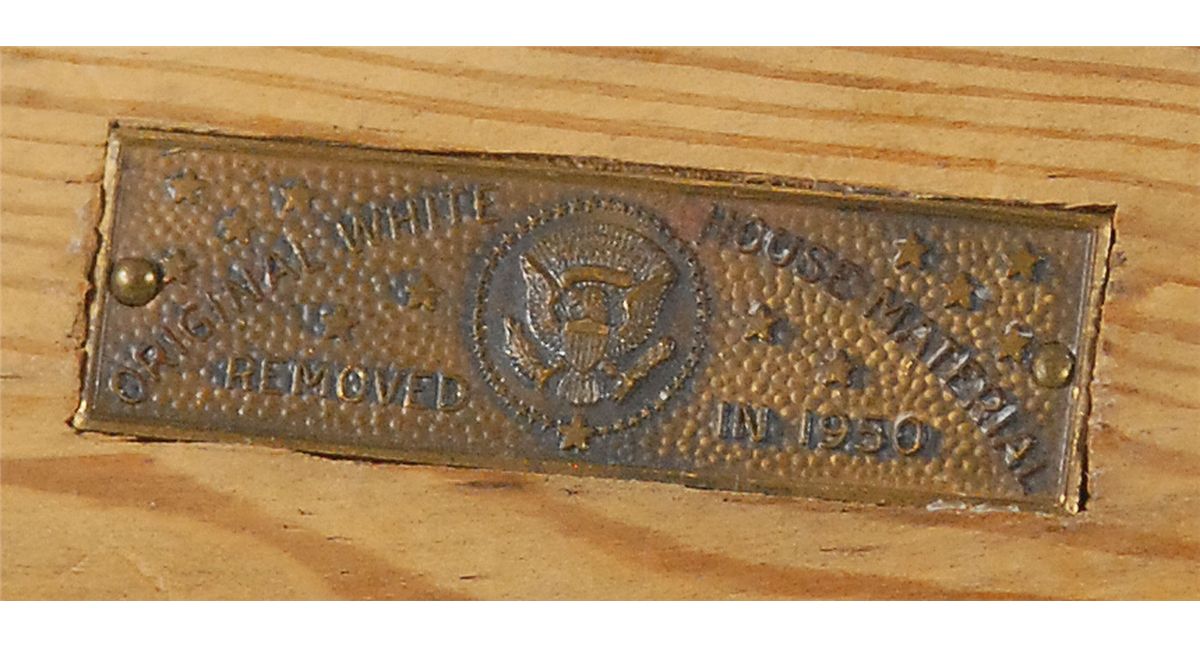 ORIGINAL WHITE HOUSE MATERIAL
REMOVED IN 1950